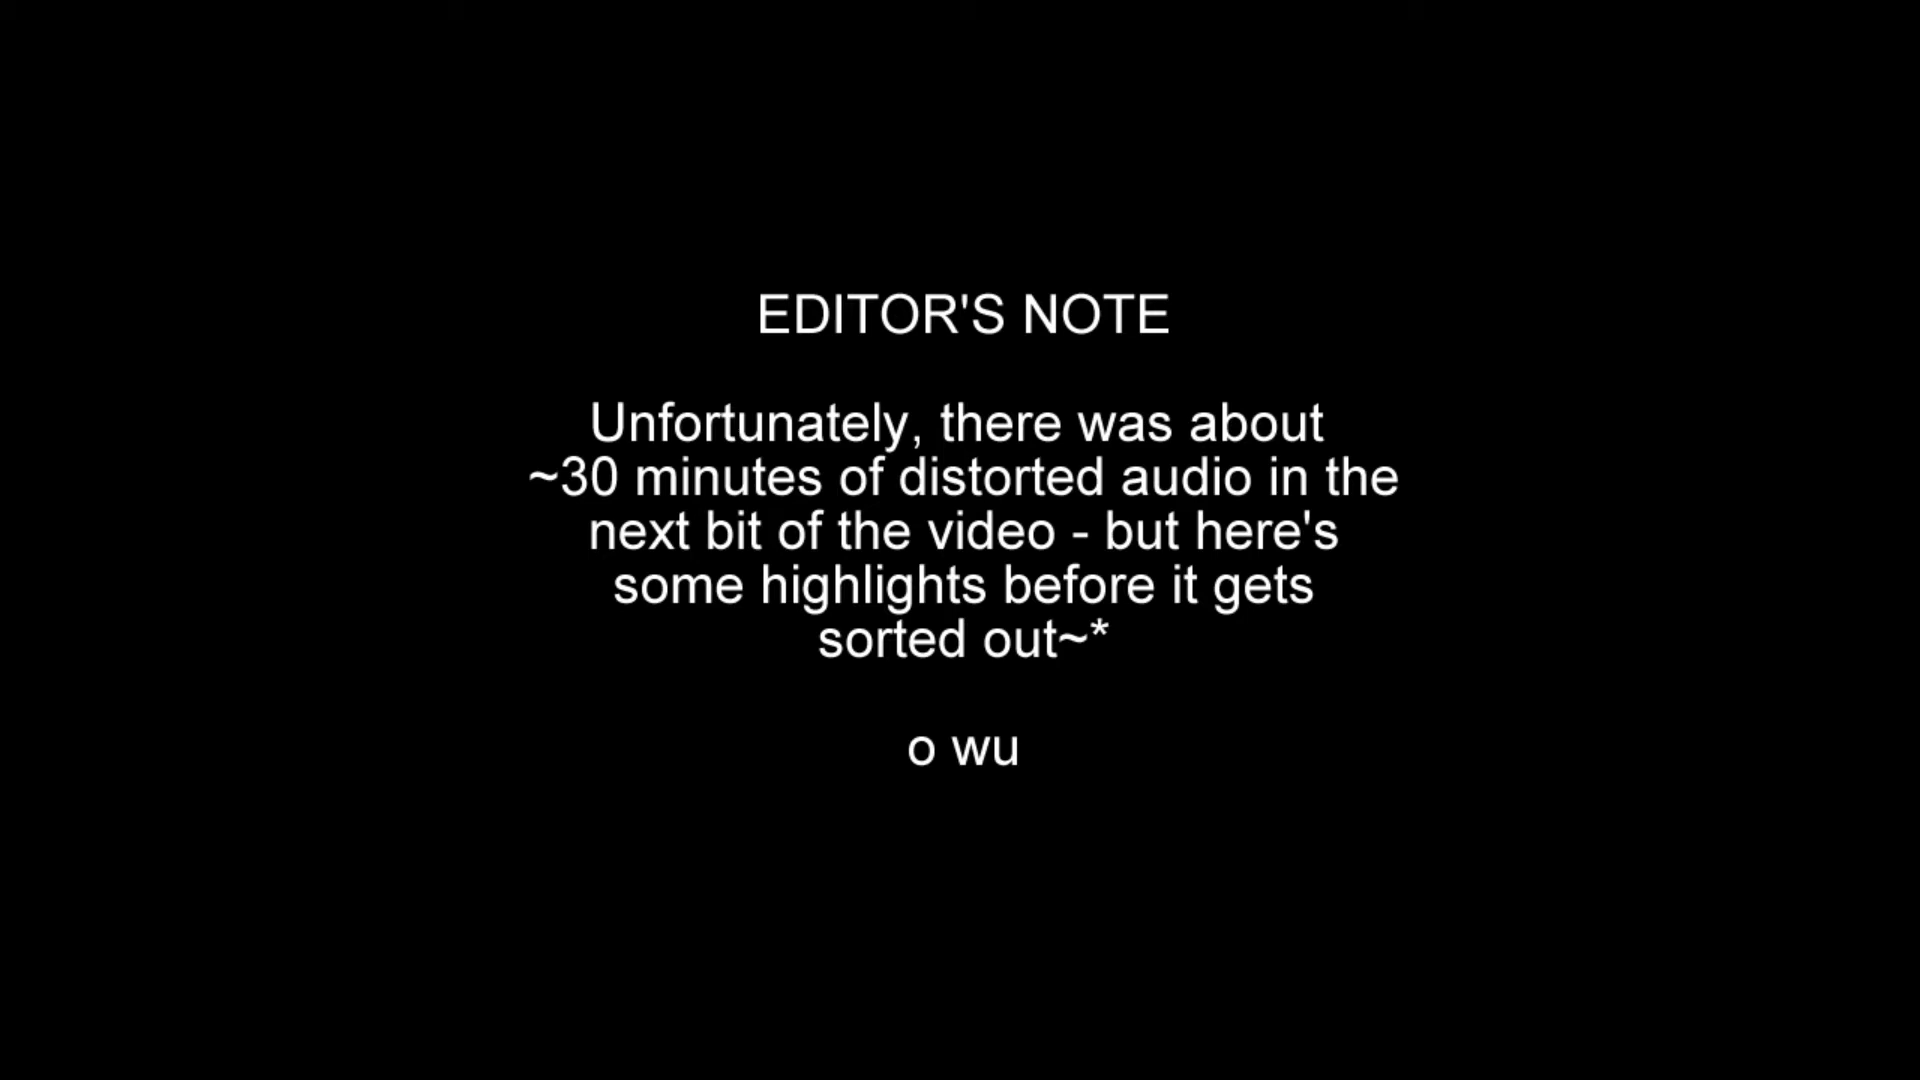 EDITOR'S NOTE
Unfortunately, there was about
~30 minutes of distorted audio in the
next bit of the video - but here's
some highlights before it gets
sorted out~*
o wu